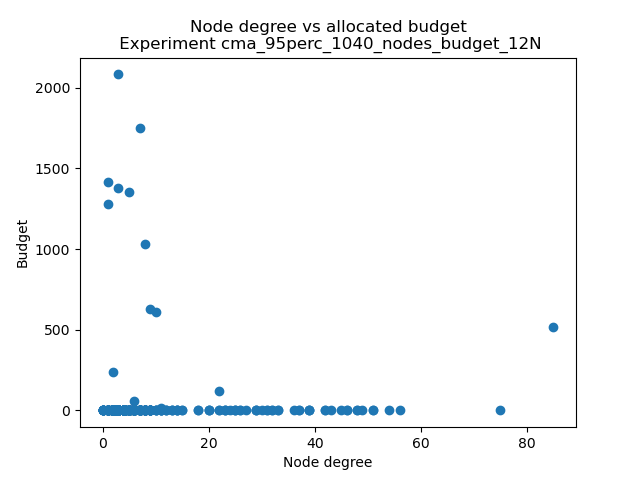 Node degree vs allocated budget
Experiment cma_95perc_1040_nodes_budget_12N
2000
1500
1000
500
0
Budget
0 20 40 60 80
Node degree